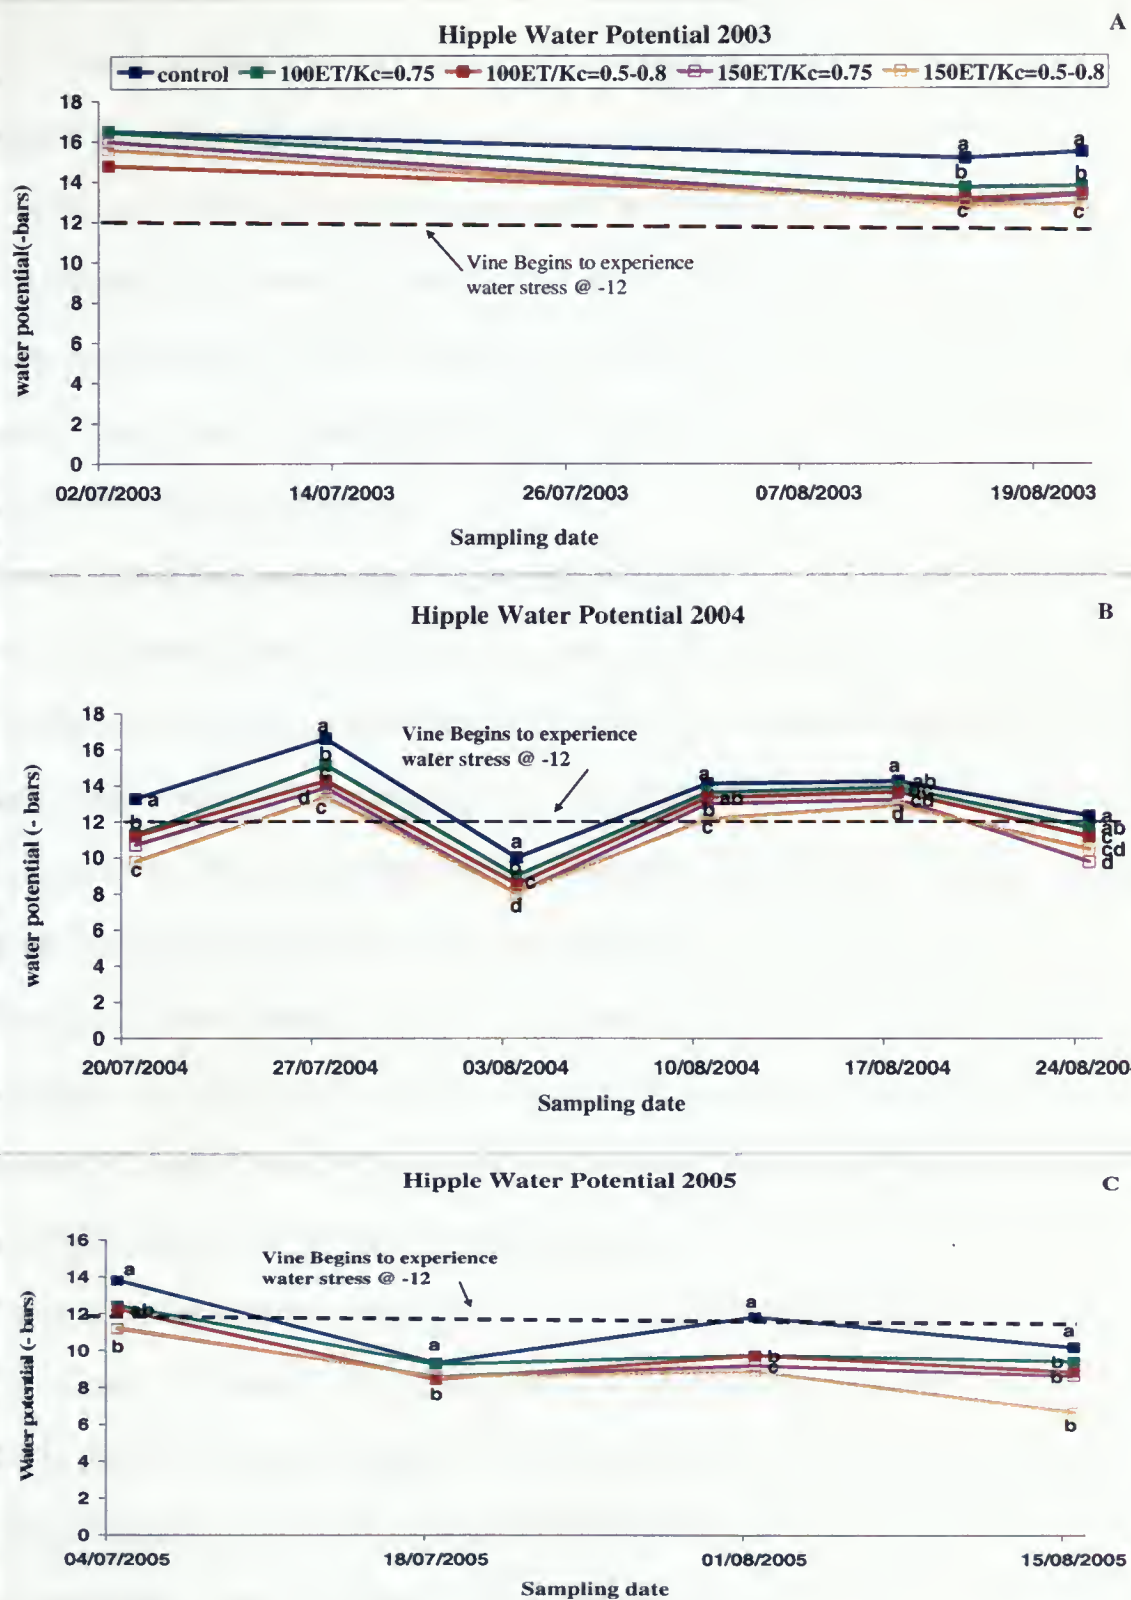 A
Hipple Water Potential 2003
control 100ET/Kc=0.75 100ET/Kc=0.5-0.8 150ET/Kc=0.75 150ET/Kc=0.5-0.8
18
16
14
12
10
8
6
4
2
0
water potential(-bars)
a a
b b
c c
Vine Begins to experience
water stress @ -12
02/07/2003 14/07/2003 26/07/2003 07/08/2003 19/08/2003
Sampling date
Hipple Water Potential 2004
B
18
16
14
12
10
8
6
4
2
0
water potential (- bars)
Vine Begins to experience
water stress @ -12
a
b
c
a
b
c
d
c
a
b
c
d
a
ab
b
c
a
ab
cb
d
a
ab
c
cd
d
20/07/2004 27/07/2004 03/08/2004 10/08/2004 17/08/2004 24/08/200
Sampling date
Hipple Water Potential 2005
C
16
14
12
10
8
6
4
2
0
Water potential (- bars)
Vine Begins to experience
water stress @ -12
a
ab
b
a
b
a
b
c
a
b
b
b
04/07/2005 18/07/2005 01/08/2005 15/08/2005
Sampling date